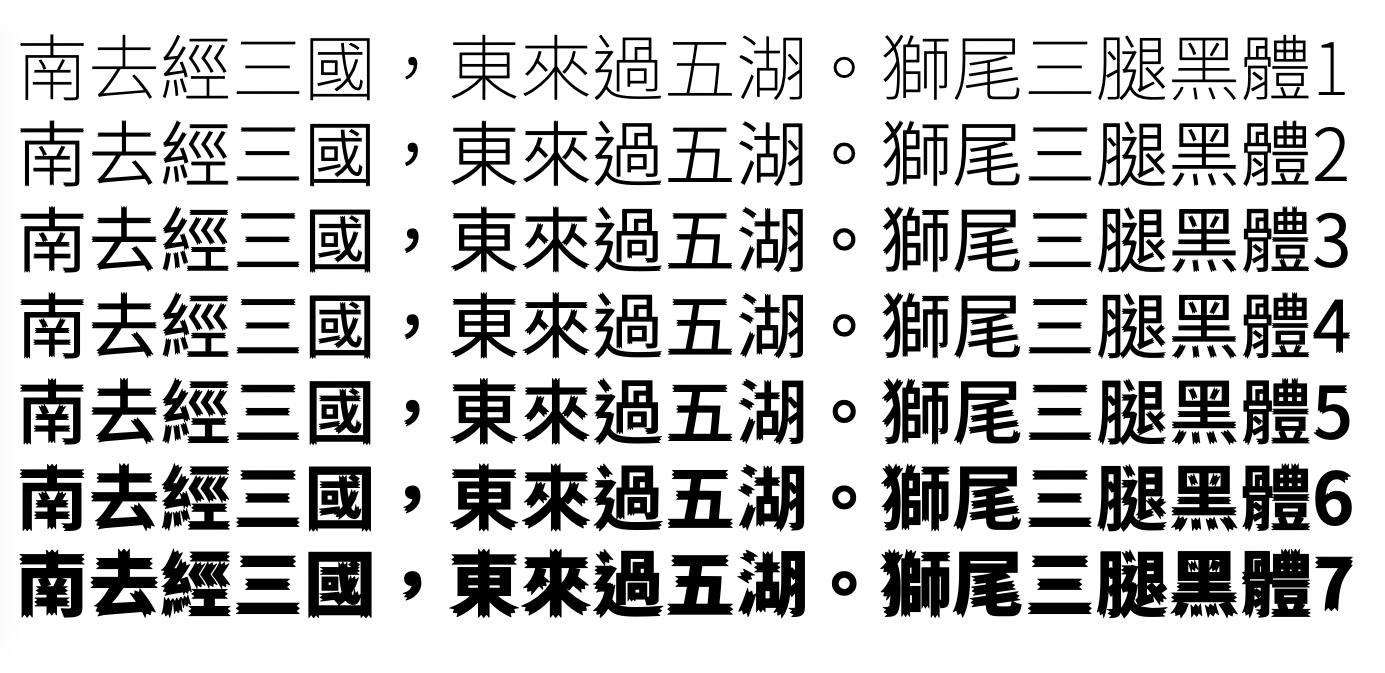 南去經三國，東來過五湖。獅尾三腿黑體1
南去經三國，東來過五湖。獅尾三腿黑體2
南去經三國，東來過五湖。獅尾三腿黑體3
南去經三國，東來過五湖。獅尾三腿黑體4
南去經三國，東來過五湖。獅尾三腿黑體5
南去經三國，東來過五湖。獅尾三腿黑體6
南去經三國，東來過五湖。獅尾三腿黑體7